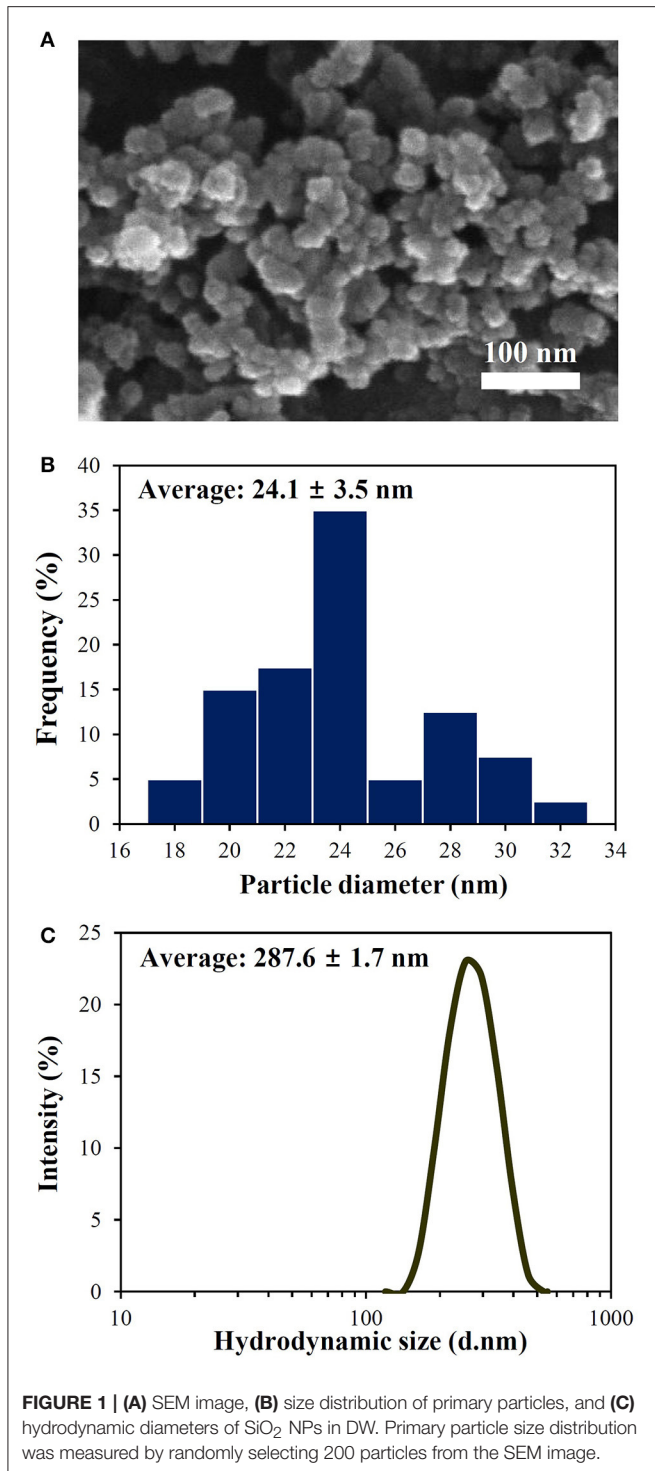 A
100 nm
B
Average: 24.1 ± 3.5 nm
40
35
30
25
20
15
10
5
0
Frequency (%)
16 18 20 22 24 26 28 30 32 34
Particle diameter (nm)
C
Average: 287.6 ± 1.7 nm
25
20
15
10
5
0
Intensity (%)
10 100 1000
Hydrodynamic size (d.nm)
FIGURE 1 | (A) SEM image, (B) size distribution of primary particles, and (C)
hydrodynamic diameters of SiO₂ NPs in DW. Primary particle size distribution
was measured by randomly selecting 200 particles from the SEM image.